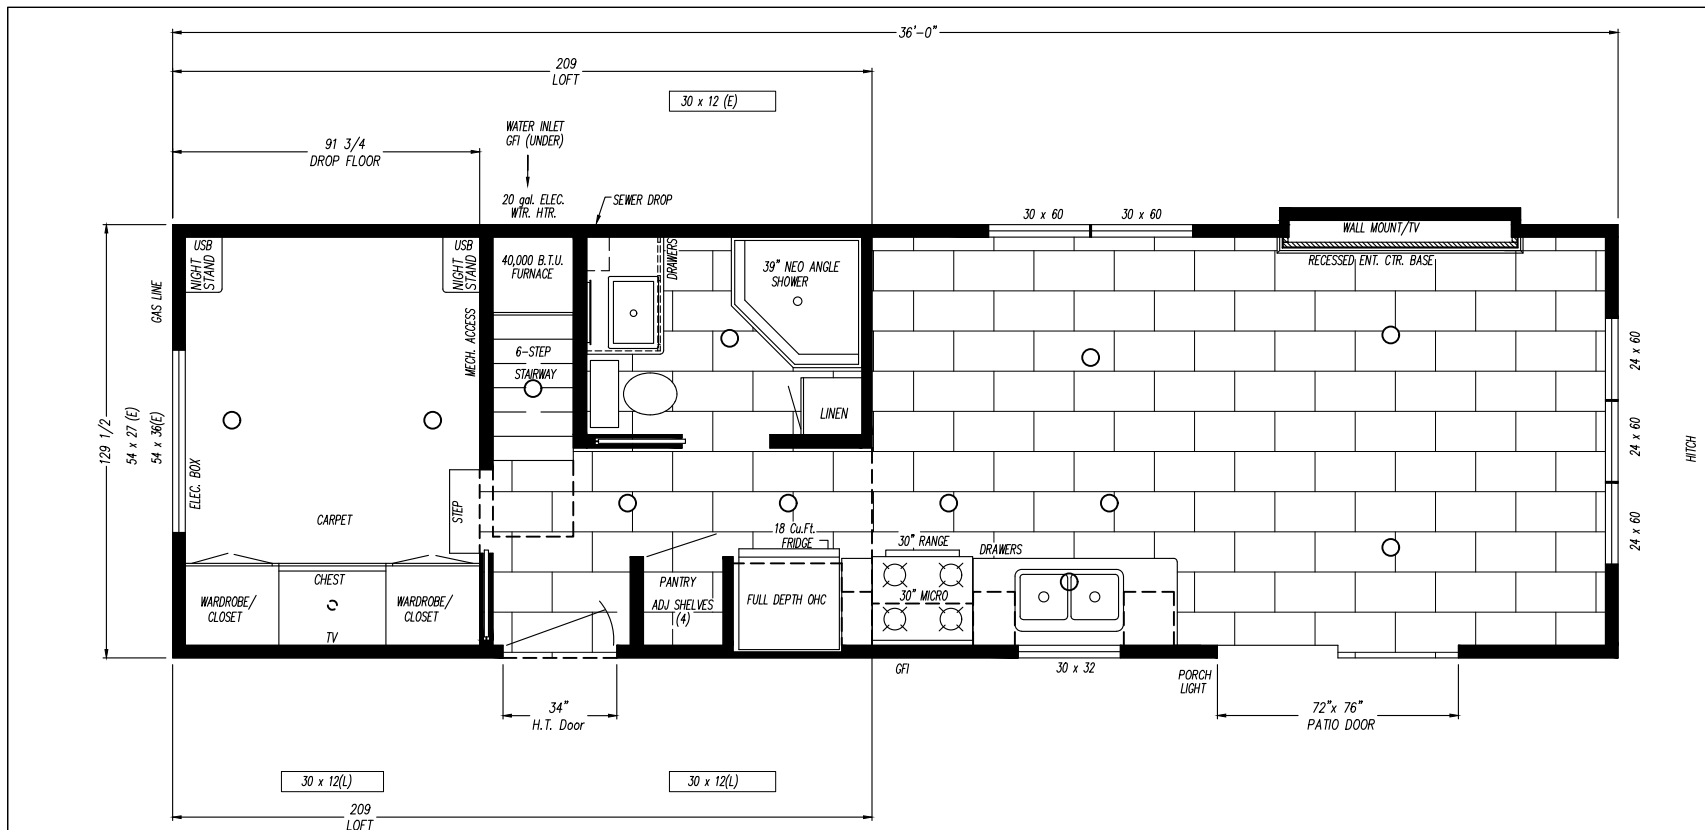 36'-0"
209
LOFT
30 x 12 (E)
91 3/4
DROP FLOOR
WATER INLET
GFI (UNDER)
20 gal. ELEC.
WTR. HTR.
SEWER DROP
30 x 60
30 x 60
WALL MOUNT/TV
RECESSED ENT. CTR. BASE
USB
NIGHT
STAND
USB
NIGHT
STAND
40,000 B.T.U.
FURNACE
DRAWERS
39" NEO ANGLE
SHOWER
GAS LINE
MECH. ACCESS
6-STEP
STAIRWAY
LINEN
24 x 60
24 x 60
24 x 60
HITCH
129 1/2
54 x 27 (E)
54 x 36(E)
ELEC. BOX
CARPET
STEP
18 Cu.Ft.
FRIDGE
30" RANGE
DRAWERS
CHEST
WARDROBE/
CLOSET
WARDROBE/
CLOSET
TV
PANTRY
ADJ SHELVES
(4)
FULL DEPTH OHC
30" MICRO
GFI
30 x 32
PORCH
LIGHT
34"
H.T. Door
72"x 76"
PATIO DOOR
30 x 12(L)
30 x 12(L)
209
LOFT